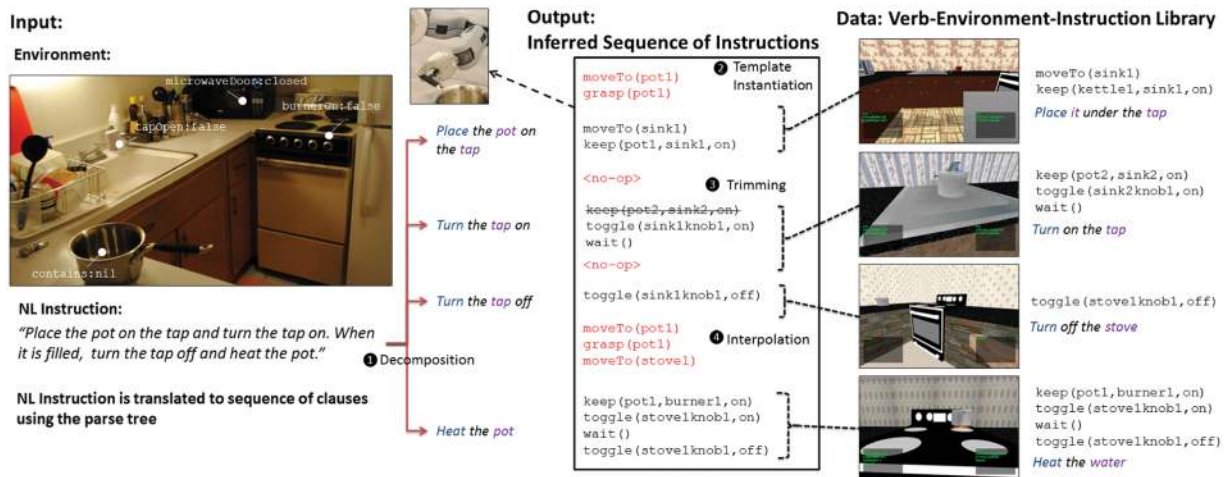 Input:
Environment:
microwaveDoor:closed
burnerOn:false
tapOpen:false
contains:nil
NL Instruction:
“Place the pot on the tap and turn the tap on. When
it is filled, turn the tap off and heat the pot.”
NL Instruction is translated to sequence of clauses
using the parse tree
❶ Decomposition
Place the pot on
the tap
Turn the tap on
Turn the tap off
Heat the pot
Output:
Inferred Sequence of Instructions
moveTo(pot1)
grasp(pot1)
❷ Template
Instantiation
moveTo(sink1)
keep(pot1,sink1,on)
<no-op>
❸ Trimming
keep(pot2,sink2,on)
toggle(sink1knob1,on)
wait()
<no-op>
toggle(sink1knob1,off)
moveTo(pot1)
grasp(pot1)
moveTo(stove1)
❹ Interpolation
keep(pot1,burner1,on)
toggle(stove1knob1,on)
wait()
toggle(stove1knob1,off)
Data: Verb-Environment-Instruction Library
moveTo(sink1)
keep(kettle1,sink1,on)
Place it under the tap
keep(pot2,sink2,on)
toggle(sink2knob1,on)
wait()
Turn on the tap
toggle(stove1knob1,off)
Turn off the stove
keep(pot1,burner1,on)
toggle(stove1knob1,on)
wait()
toggle(stove1knob1,off)
Heat the water